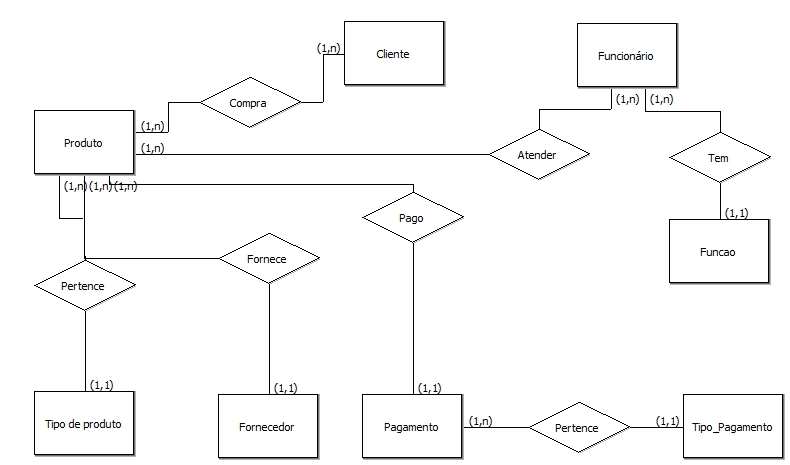 (1,n)
Cliente
Funcionário
Compra
(1,n)
(1,n)
(1,n)
Produto
(1,n)
Atender
Tem
(1,n)
(1,n)
(1,n)
Pago
(1,1)
Funcao
Fornece
Pertence
(1,1)
(1,1)
(1,1)
Tipo de produto
Fornecedor
Pagamento
(1,n)
Pertence
(1,1)
Tipo_Pagamento